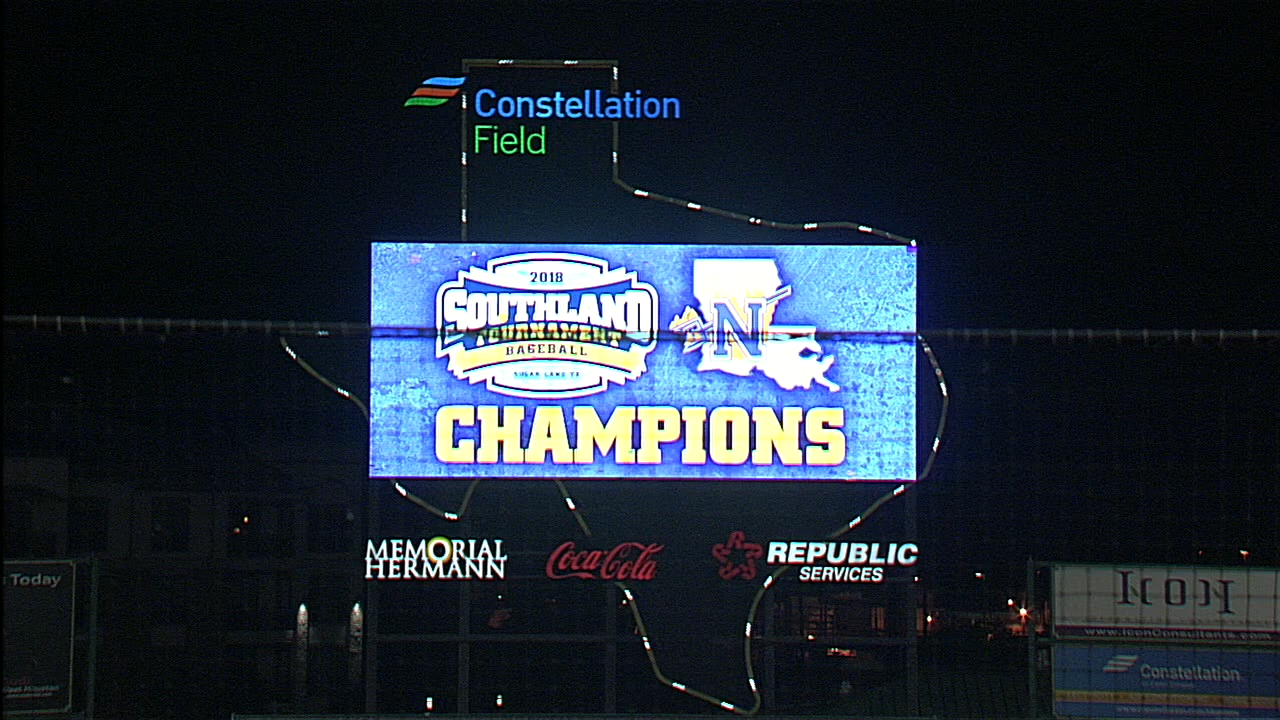 Constellation
Field
2018
SOUTHLAND
TOURNAMENT
BASEBALL
SUGAR LAND, TX
N
CHAMPIONS
MEMORIAL
HERMANN
Coca-Cola
REPUBLIC
SERVICES
Today
ICON
www.IconConsultants.com
Constellation